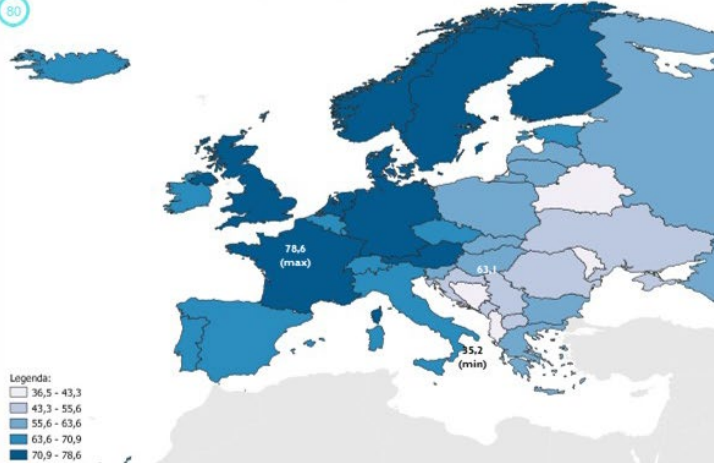 80
78,6
(max)
63,1
35,2
(min)
Legenda:
36,5 - 43,3
43,3 - 55,6
55,6 - 63,6
63,6 - 70,9
70,9 - 78,6